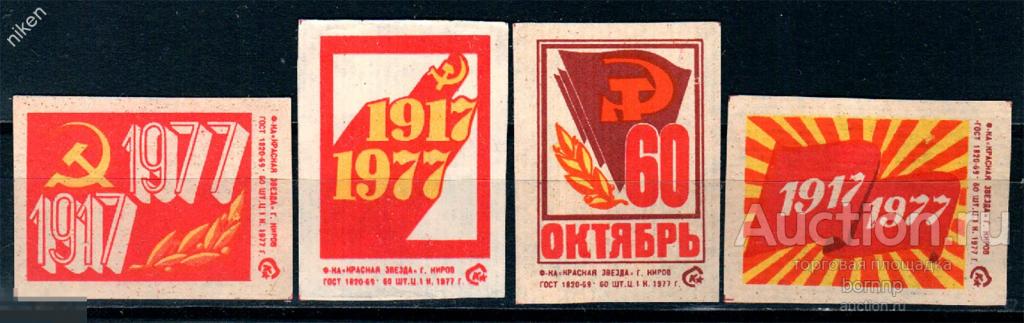 niken
1917
1977
Ф-КА«КРАСНАЯ ЗВЕЗДА» Г. КИРОВ
ГОСТ 1820-69· 60 ШТ. Ц. 1 К. 1977 Г.
1917
1977
Ф-КА«КРАСНАЯ ЗВЕЗДА» Г. КИРОВ
ГОСТ 1820-69· 60 ШТ. Ц. 1 К. 1977 Г.
60
ОКТЯБРЬ
Ф-КА«КРАСНАЯ ЗВЕЗДА» Г. КИРОВ
ГОСТ 1820-69· 60 ШТ. Ц. 1 К. 1977 Г.
1917
1977
Ф-КА«КРАСНАЯ ЗВЕЗДА» Г. КИРОВ
ГОСТ 1820-69· 60 ШТ. Ц. 1 К. 1977 Г.
Auction.ru
торговая площадка
bornnp
auction.ru